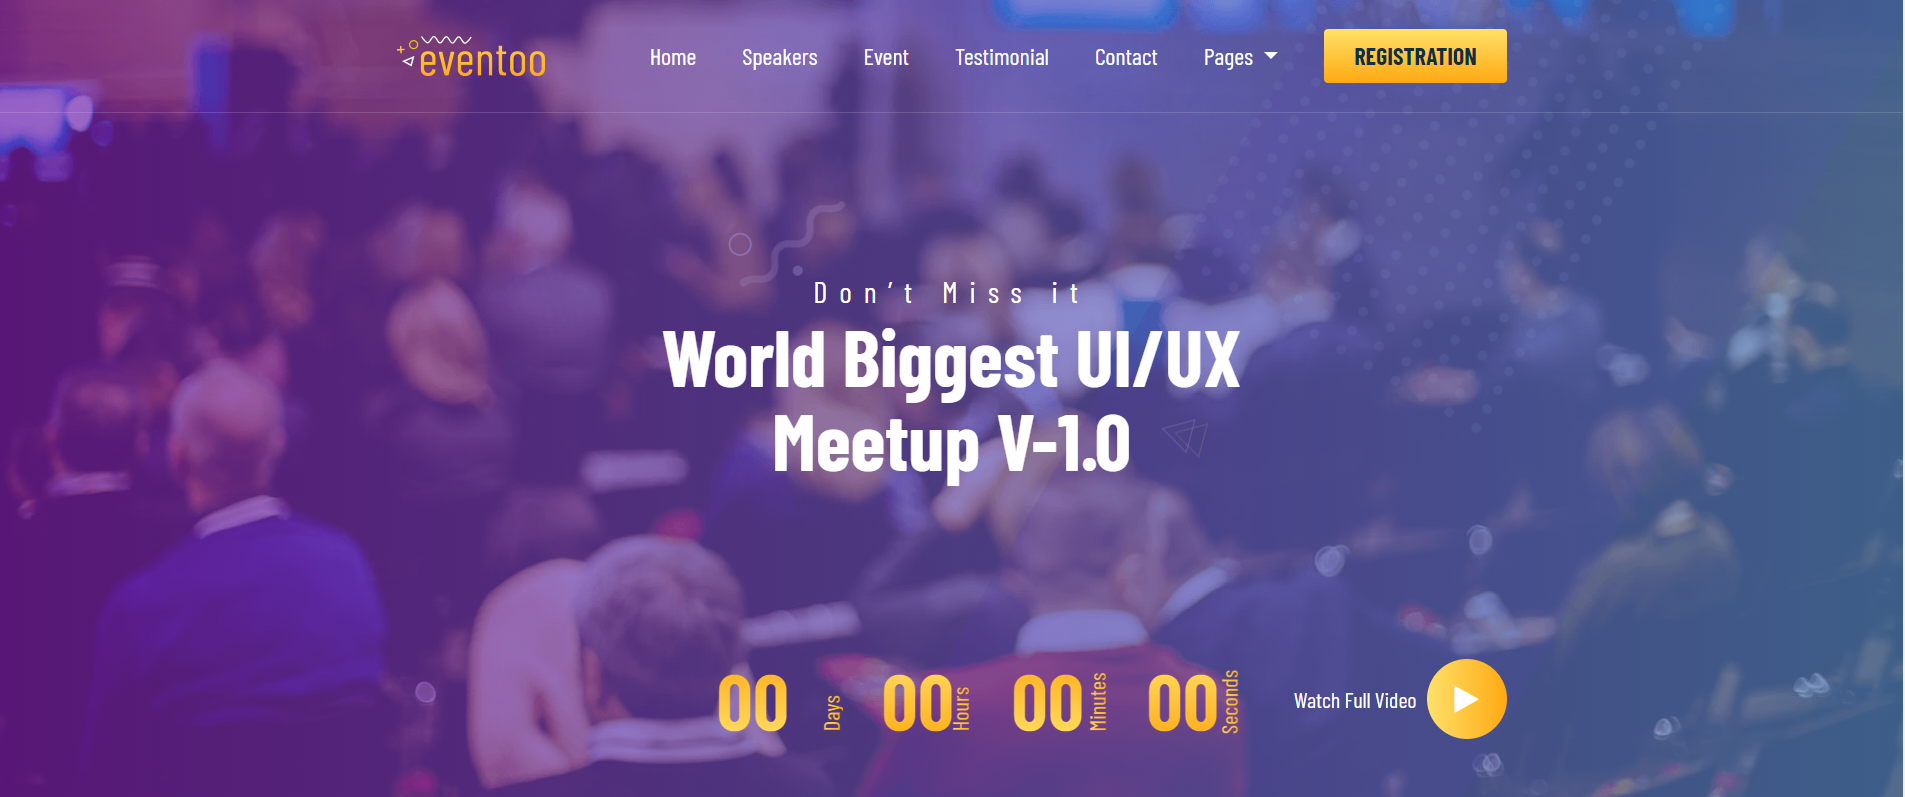 eventoo
Home Speakers Event Testimonial Contact Pages REGISTRATION
Don't Miss it
World Biggest UI/UX
Meetup V-1.0
00 Days 00 Hours 00 Minutes 00 Seconds Watch Full Video